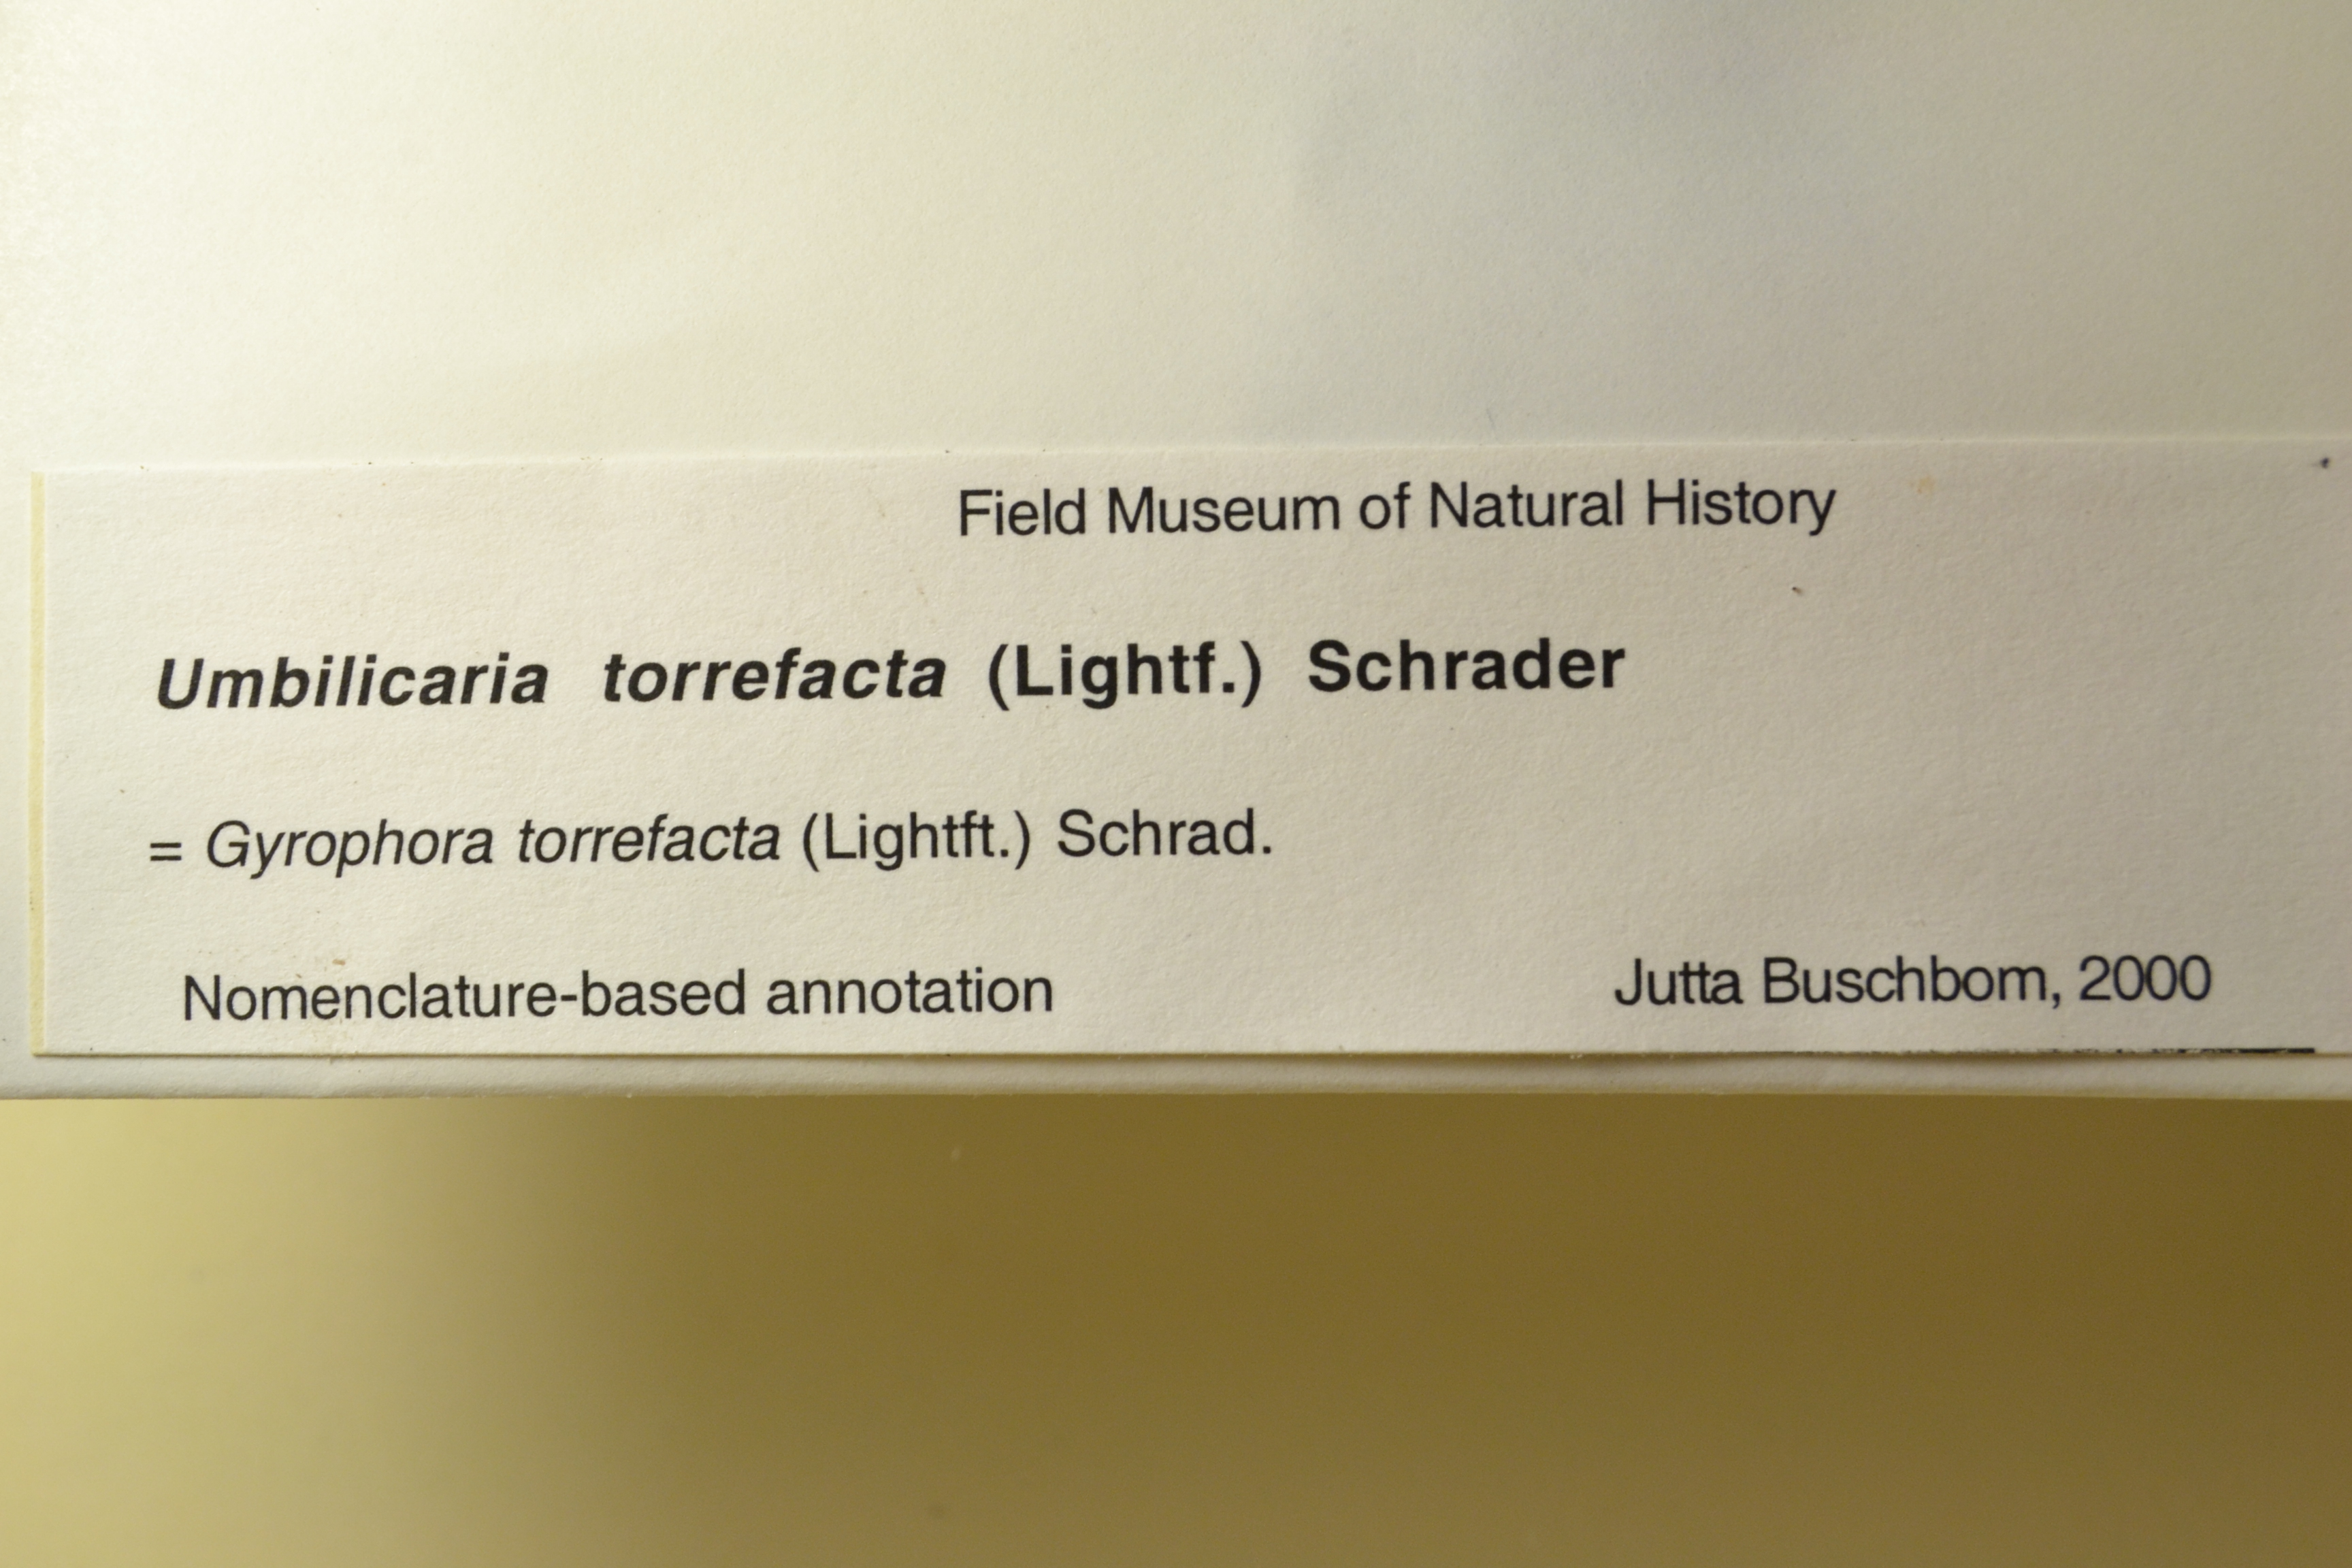 Field Museum of Natural History
Umbilicaria torrefacta (Lightf.) Schrader
= Gyrophora torrefacta (Lightft.) Schrad.
Nomenclature-based annotation Jutta Buschbom, 2000